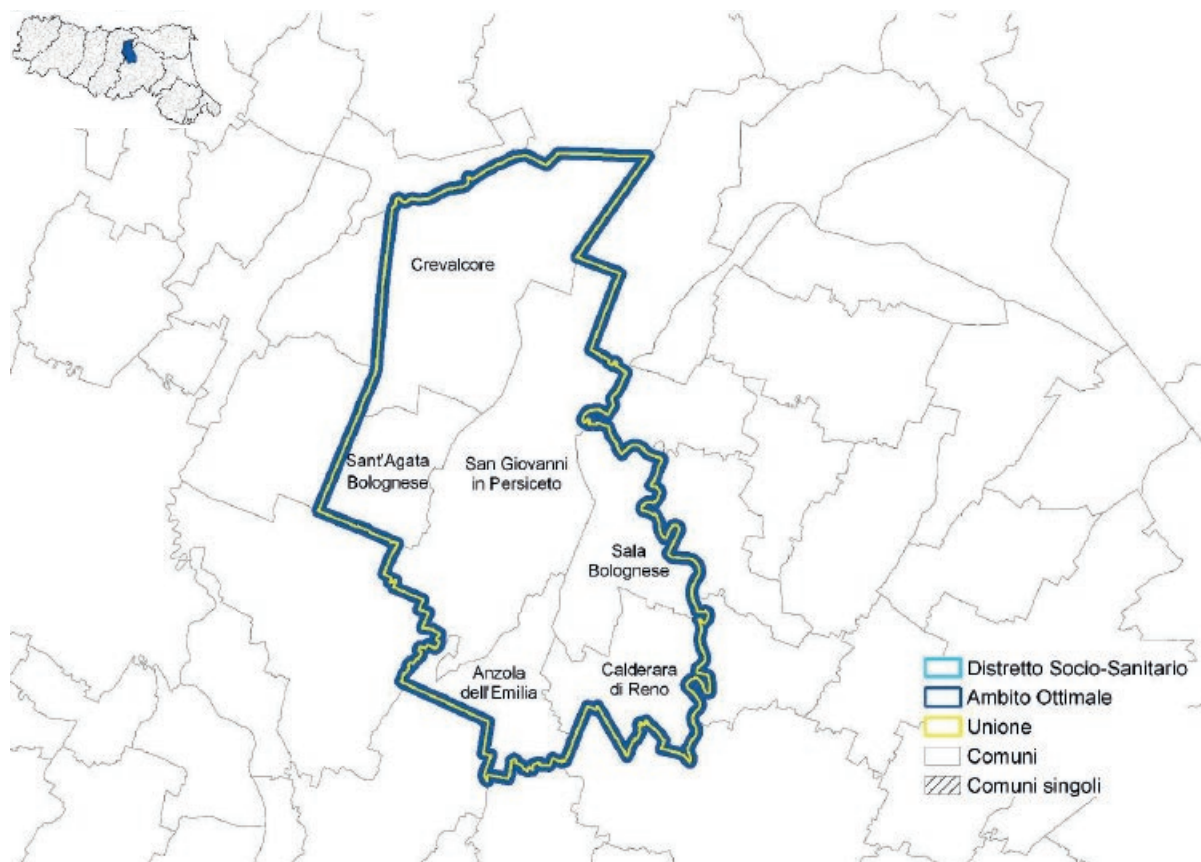 Crevalcore
Sant'Agata
Bolognese
San Giovanni
in Persiceto
Sala
Bolognese
Anzola
dell'Emilia
Calderara
di Reno
Distretto Socio-Sanitario
Ambito Ottimale
Unione
Comuni
Comuni singoli